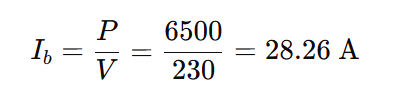 I_b = P/V = 6500/230 = 28.26 A